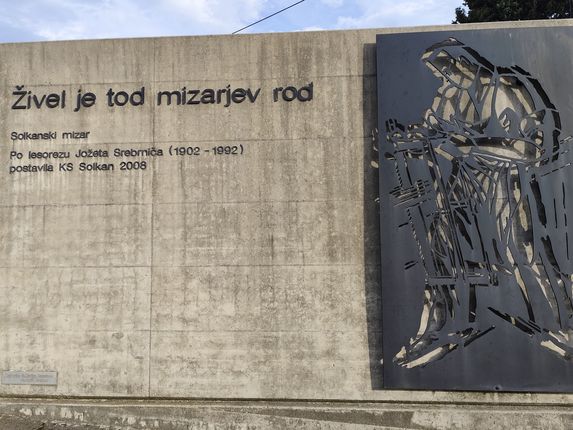 Živel je tod mizarjev rod
Solkanski mizar
Po lesorezu Jožeta Srebrniča (1902 - 1992)
postavila KS Solkan 2008